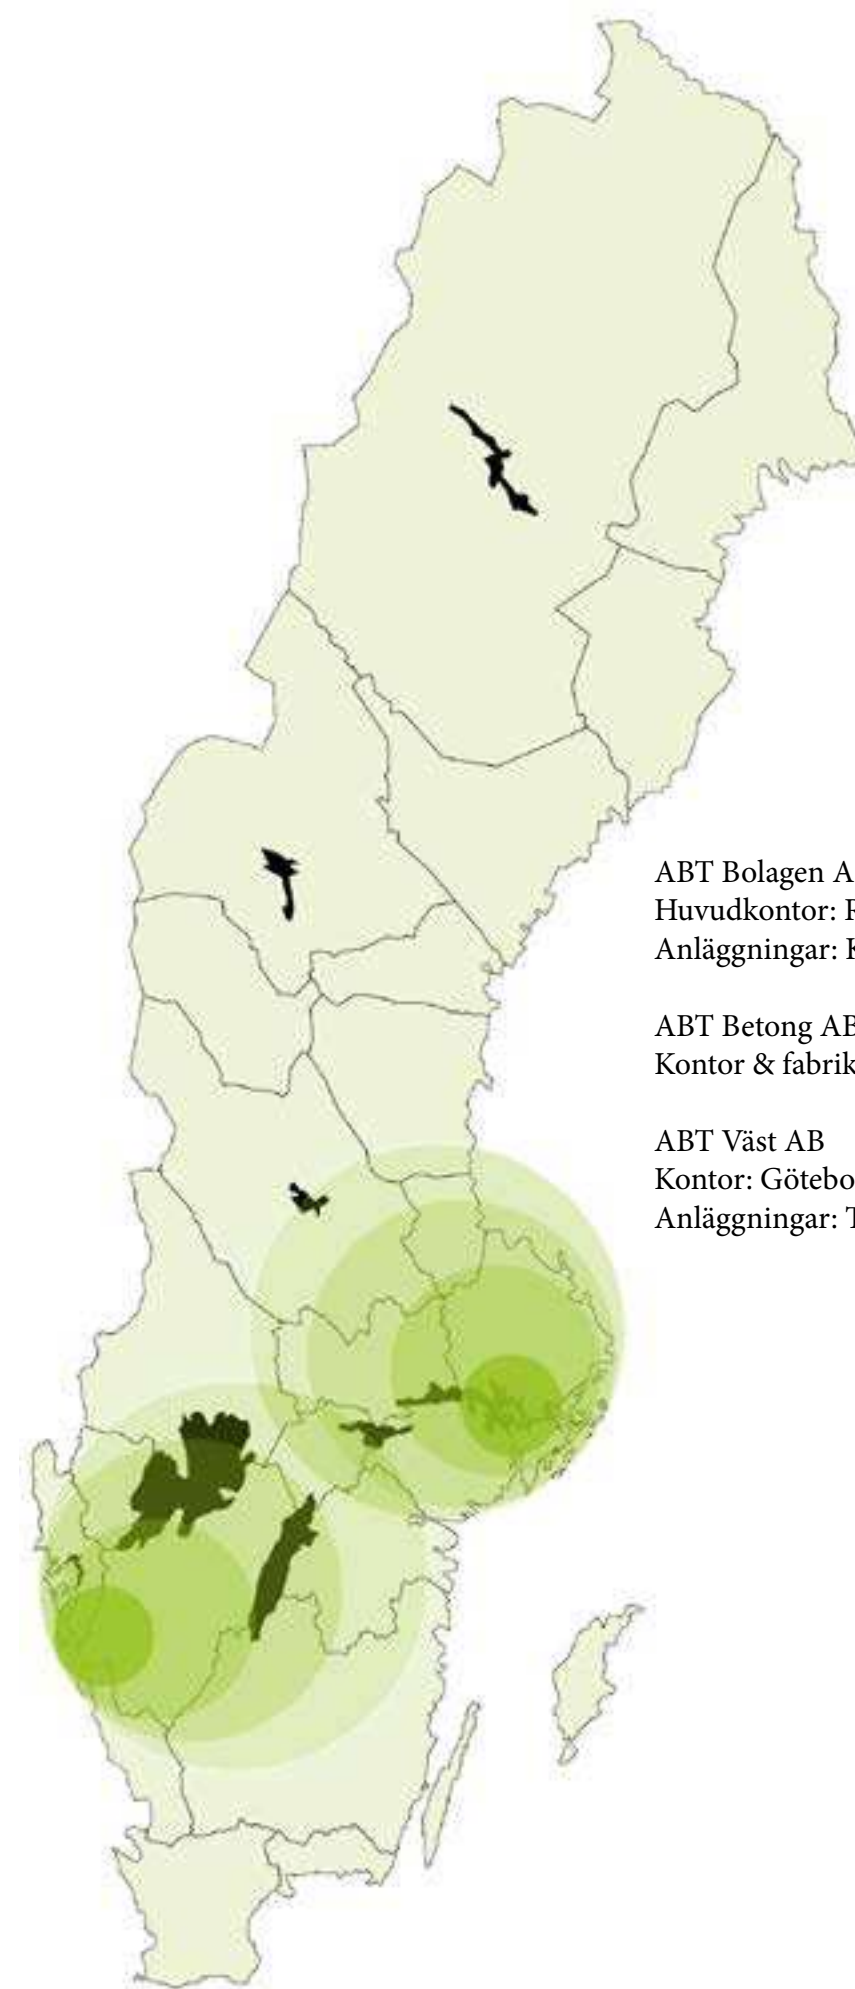 ABT Bolagen A
Huvudkontor:
Anläggningar:
ABT Betong AB
Kontor & fabrik
ABT Väst AB
Kontor: Götebo
Anläggningar: T